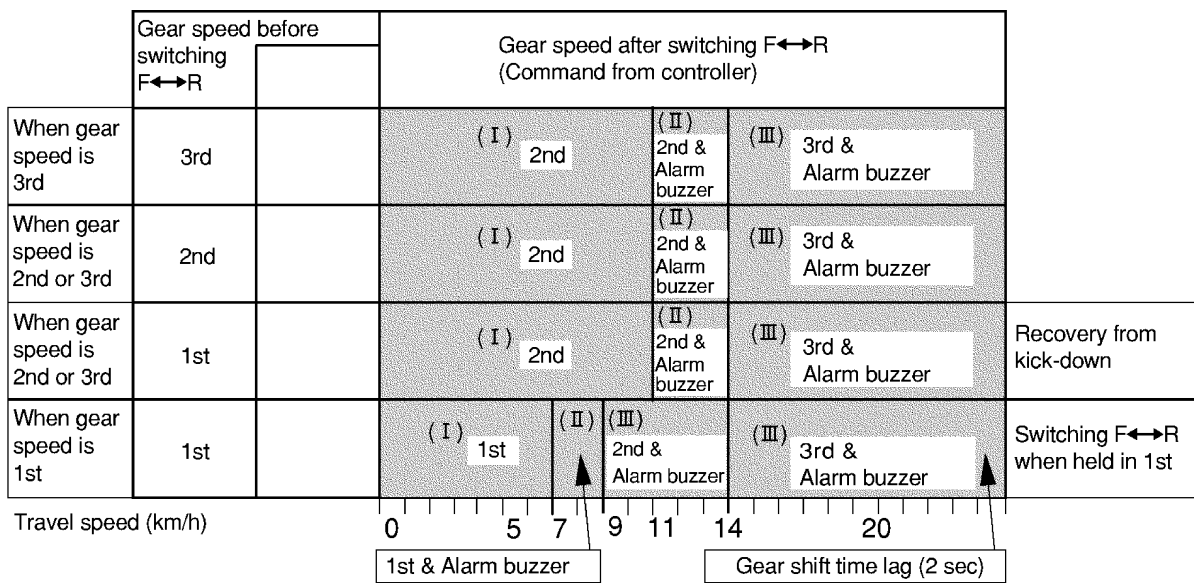 Gear speed before
switching
F↔R
Gear speed after switching F↔R
(Command from controller)
When gear
speed is
3rd
3rd
(Ⅰ)
2nd
(Ⅱ)
2nd &
Alarm
buzzer
(Ⅲ)
3rd &
Alarm buzzer
When gear
speed is
2nd or 3rd
2nd
(Ⅰ)
2nd
(Ⅱ)
2nd &
Alarm
buzzer
(Ⅲ)
3rd &
Alarm buzzer
When gear
speed is
2nd or 3rd
1st
(Ⅰ)
2nd
(Ⅱ)
2nd &
Alarm
buzzer
(Ⅲ)
3rd &
Alarm buzzer
Recovery from
kick-down
When gear
speed is
1st
1st
(Ⅰ)
1st
(Ⅱ)
(Ⅲ)
2nd &
Alarm buzzer
(Ⅲ)
3rd &
Alarm buzzer
Switching F↔R
when held in 1st
Travel speed (km/h)
0 5 7 9 11 14 20
1st & Alarm buzzer
Gear shift time lag (2 sec)